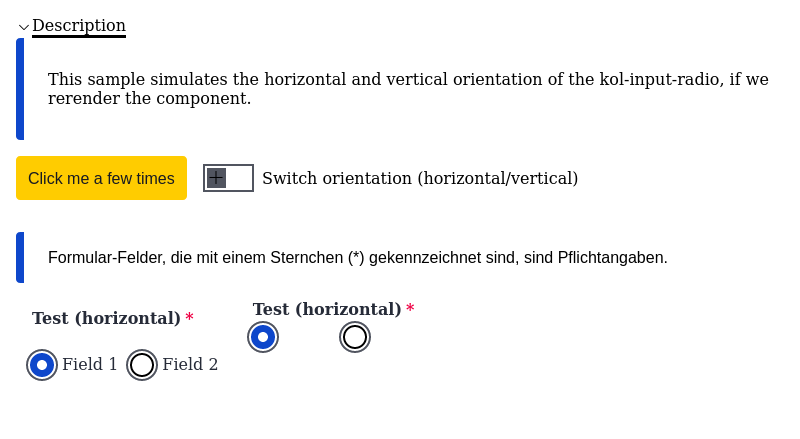 Description
This sample simulates the horizontal and vertical orientation of the kol-input-radio, if we
rerender the component.
Click me a few times
Switch orientation (horizontal/vertical)
Formular-Felder, die mit einem Sternchen (*) gekennzeichnet sind, sind Pflichtangaben.
Test (horizontal) *
Field 1 Field 2
Test (horizontal) *